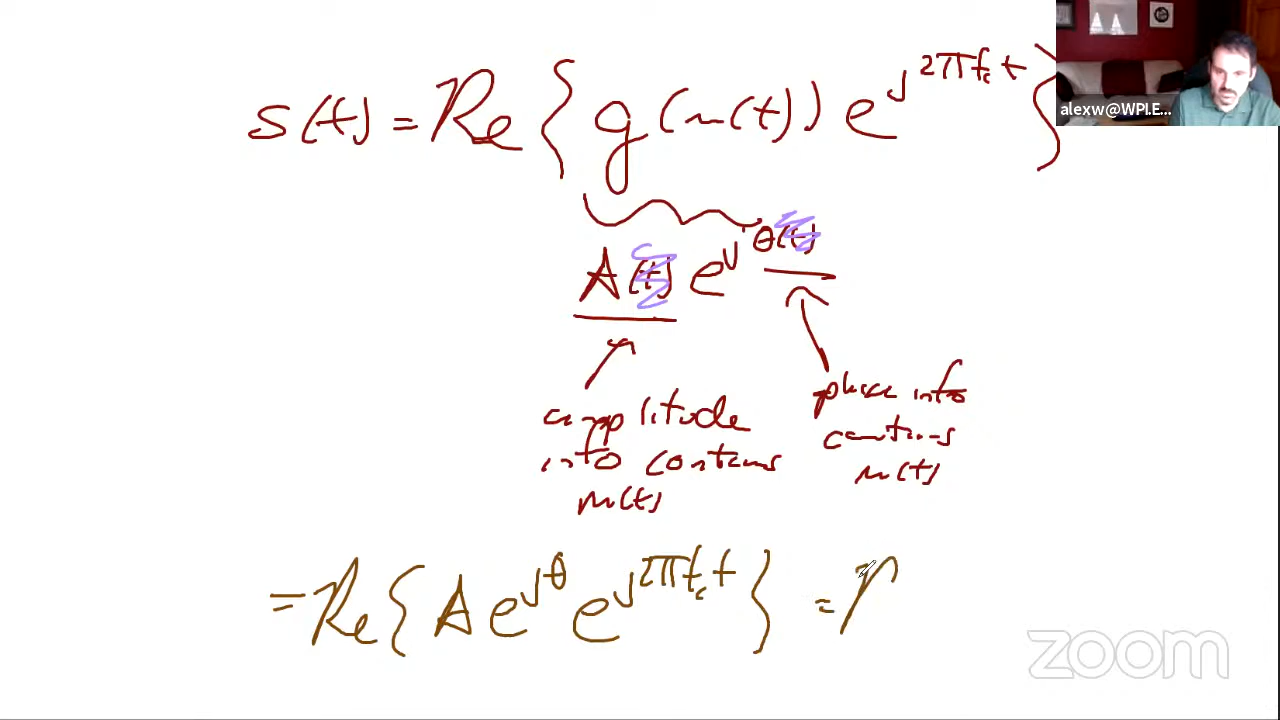 s(t) = Re { g(m(t)) e^{j2πf_c t} }
alexw@WPI.E...
A(t) e^{jθ(t)}
amplitude
info contains
m(t)
phase info
contains
m(t)
= Re { A e^{jθ} e^{j2πf_c t} } =
zoom